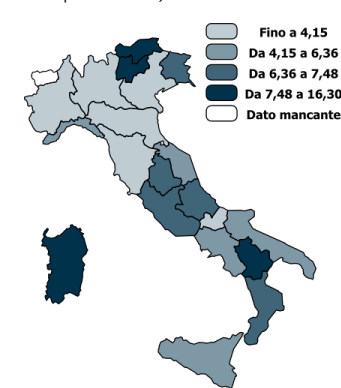 Fino a 4,15
Da 4,15 a 6,36
Da 6,36 a 7,48
Da 7,48 a 16,30
Dato mancante